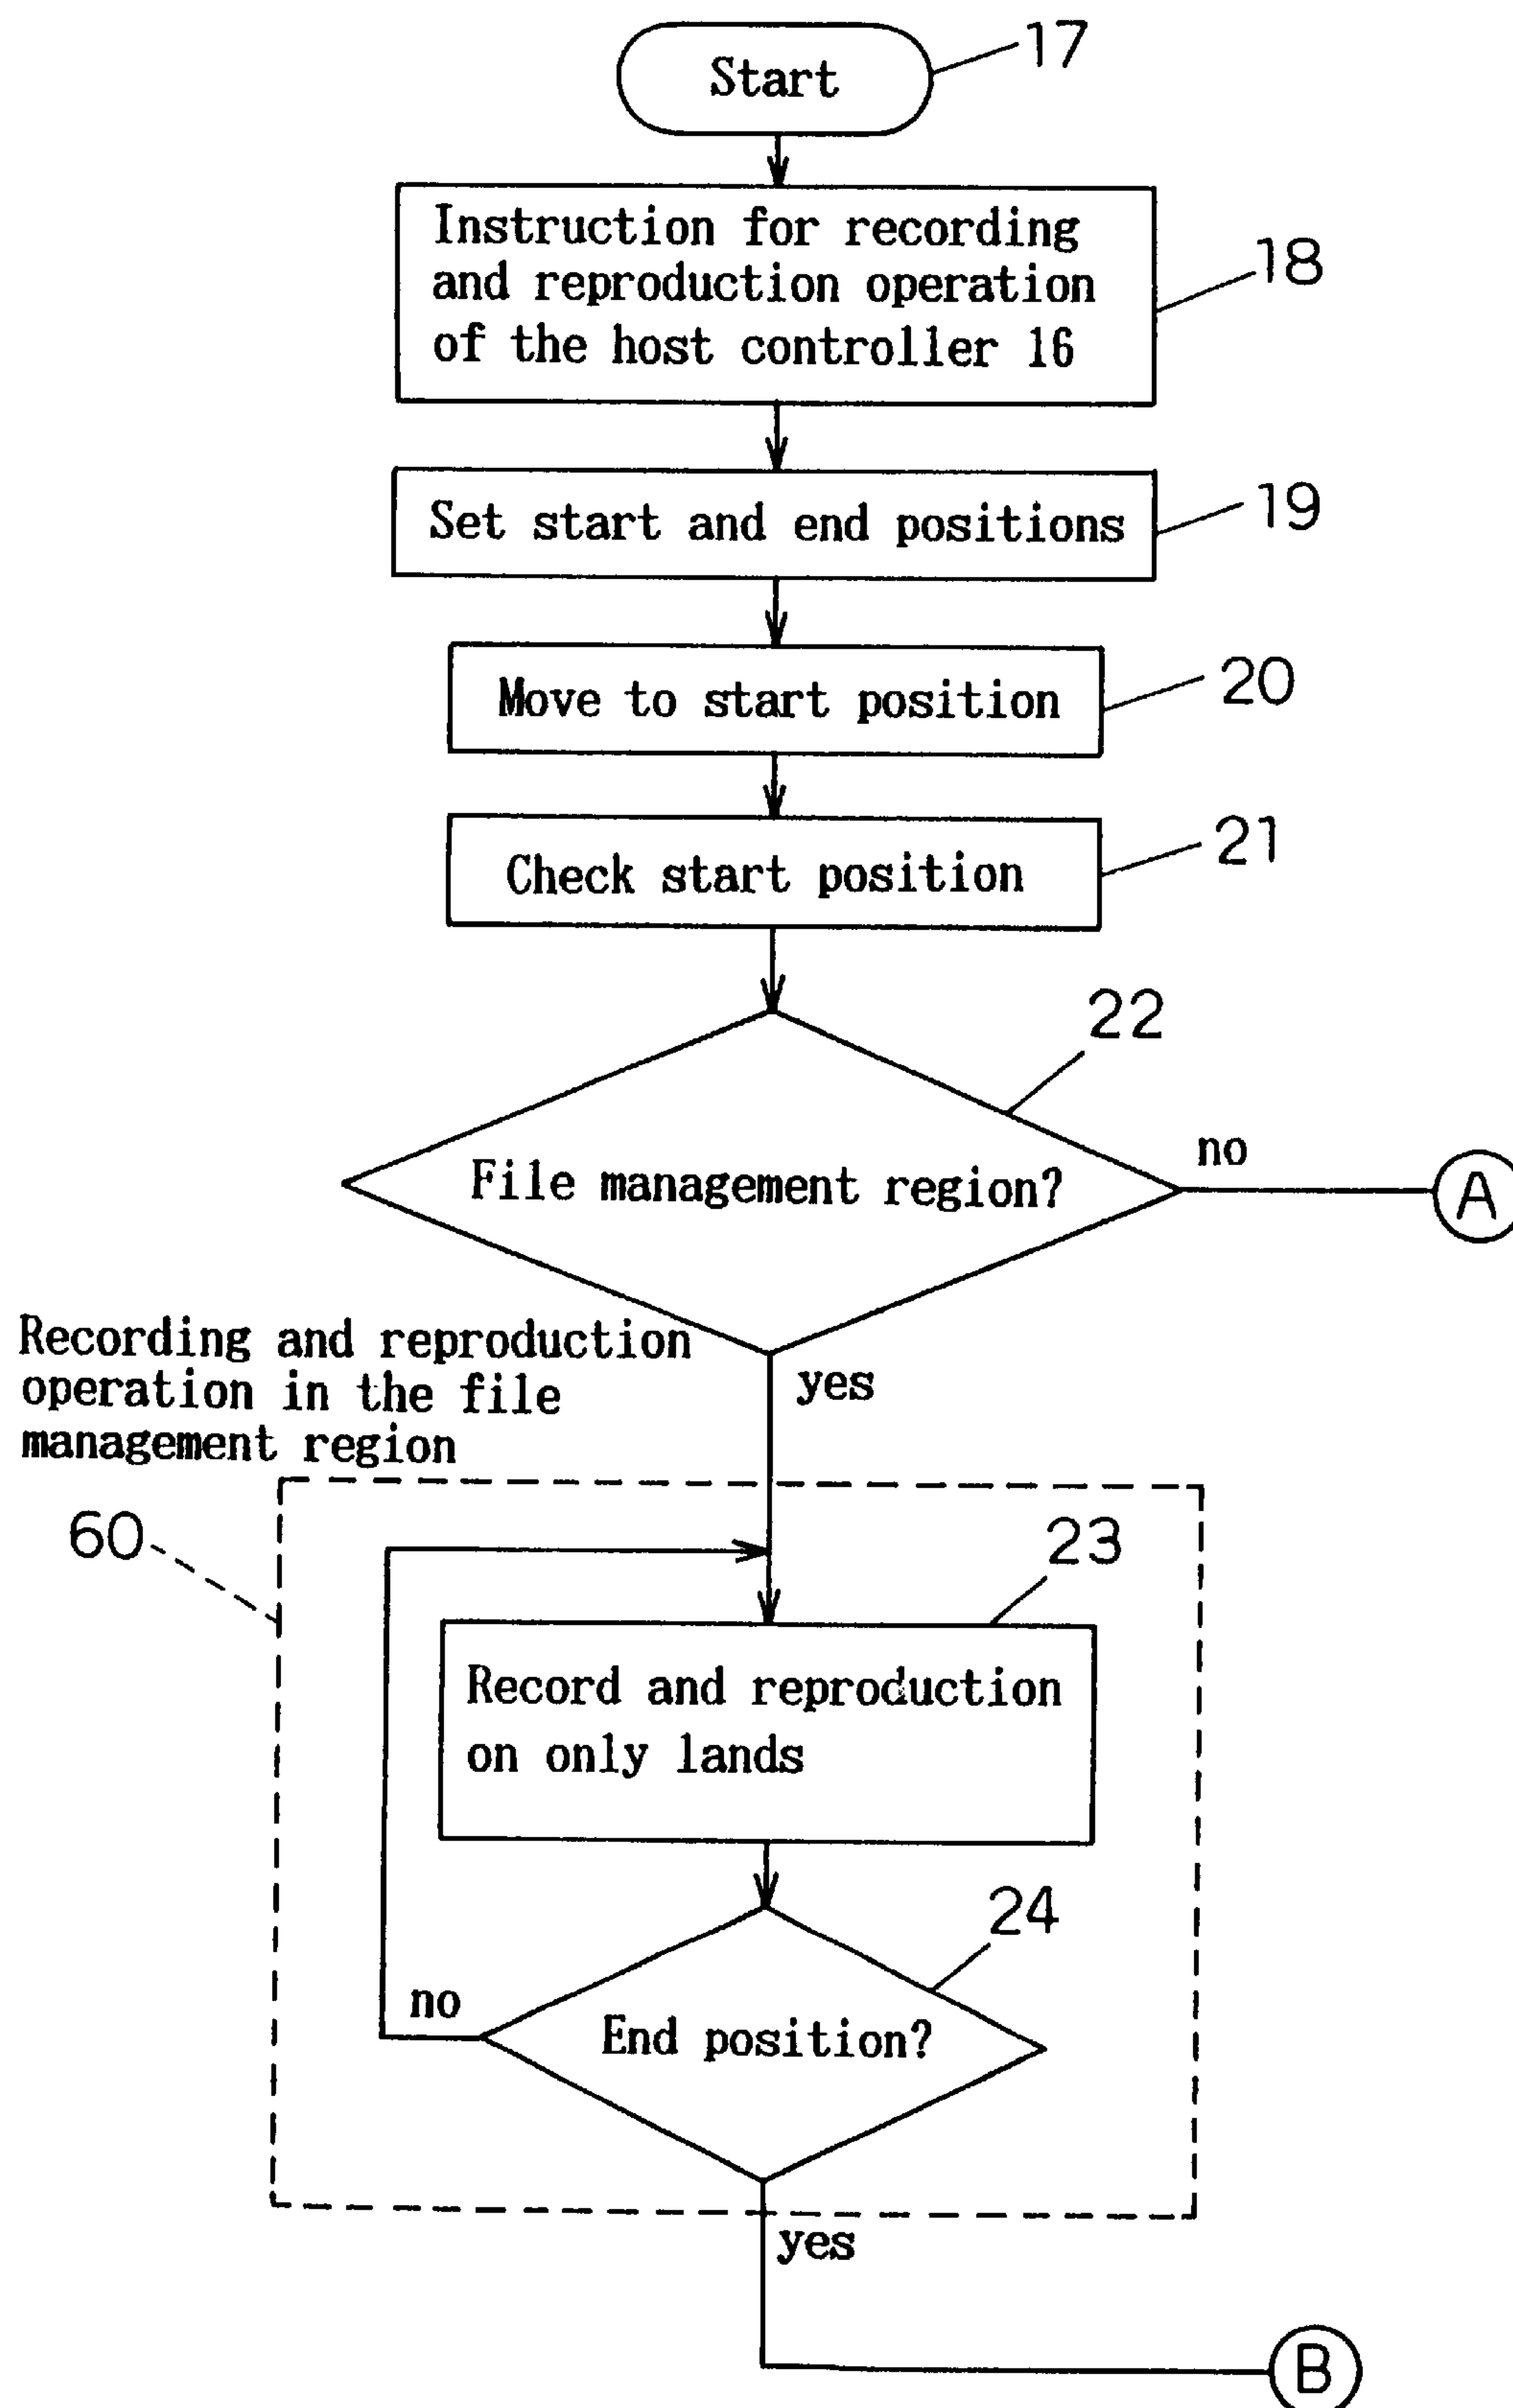 Start
17
Instruction for recording
and reproduction operation
of the host controller 16
18
Set start and end positions
19
Move to start position
20
Check start position
21
22
File management region?
no
A
yes
Recording and reproduction
operation in the file
management region
60
23
Record and reproduction
on only lands
24
End position?
no
yes
B